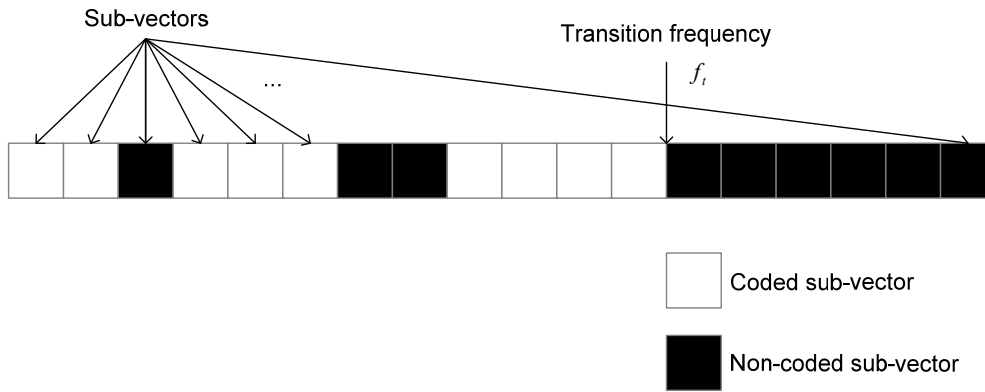 Sub-vectors
Transition frequency
f_t
...
Coded sub-vector
Non-coded sub-vector